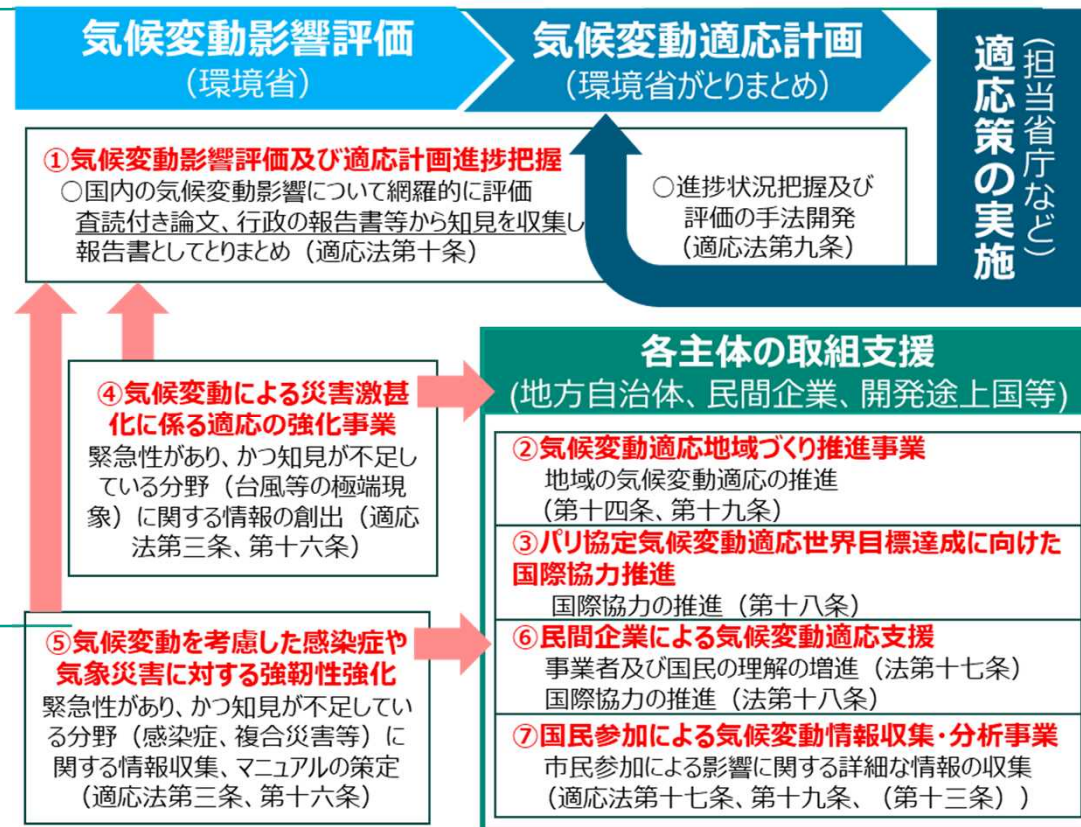 気候変動影響評価
（環境省）
気候変動適応計画
（環境省がとりまとめ）
適応策の実施
（担当省庁など）
①気候変動影響評価及び適応計画進捗把握
○国内の気候変動影響について網羅的に評価
査読付き論文、行政の報告書等から知見を収集し
報告書としてとりまとめ（適応法第十条）
○進捗状況把握及び
評価の手法開発
（適応法第九条）
④気候変動による災害激甚
化に係る適応の強化事業
緊急性があり、かつ知見が不足し
ている分野（台風等の極端現
象）に関する情報の創出（適応
法第三条、第十六条）
⑤気候変動を考慮した感染症や
気象災害に対する強靭性強化
緊急性があり、かつ知見が不足してい
る分野（感染症、複合災害等）に
関する情報収集、マニュアルの策定
（適応法第三条、第十六条）
各主体の取組支援
(地方自治体、民間企業、開発途上国等)
②気候変動適応地域づくり推進事業
地域の気候変動適応の推進
（第十四条、第十九条）
③パリ協定気候変動適応世界目標達成に向けた
国際協力推進
国際協力の推進（第十八条）
⑥民間企業による気候変動適応支援
事業者及び国民の理解の増進（法第十七条）
国際協力の推進（法第十八条）
⑦国民参加による気候変動情報収集・分析事業
市民参加による影響に関する詳細な情報の収集
（適応法第十七条、第十九条、（第十三条））